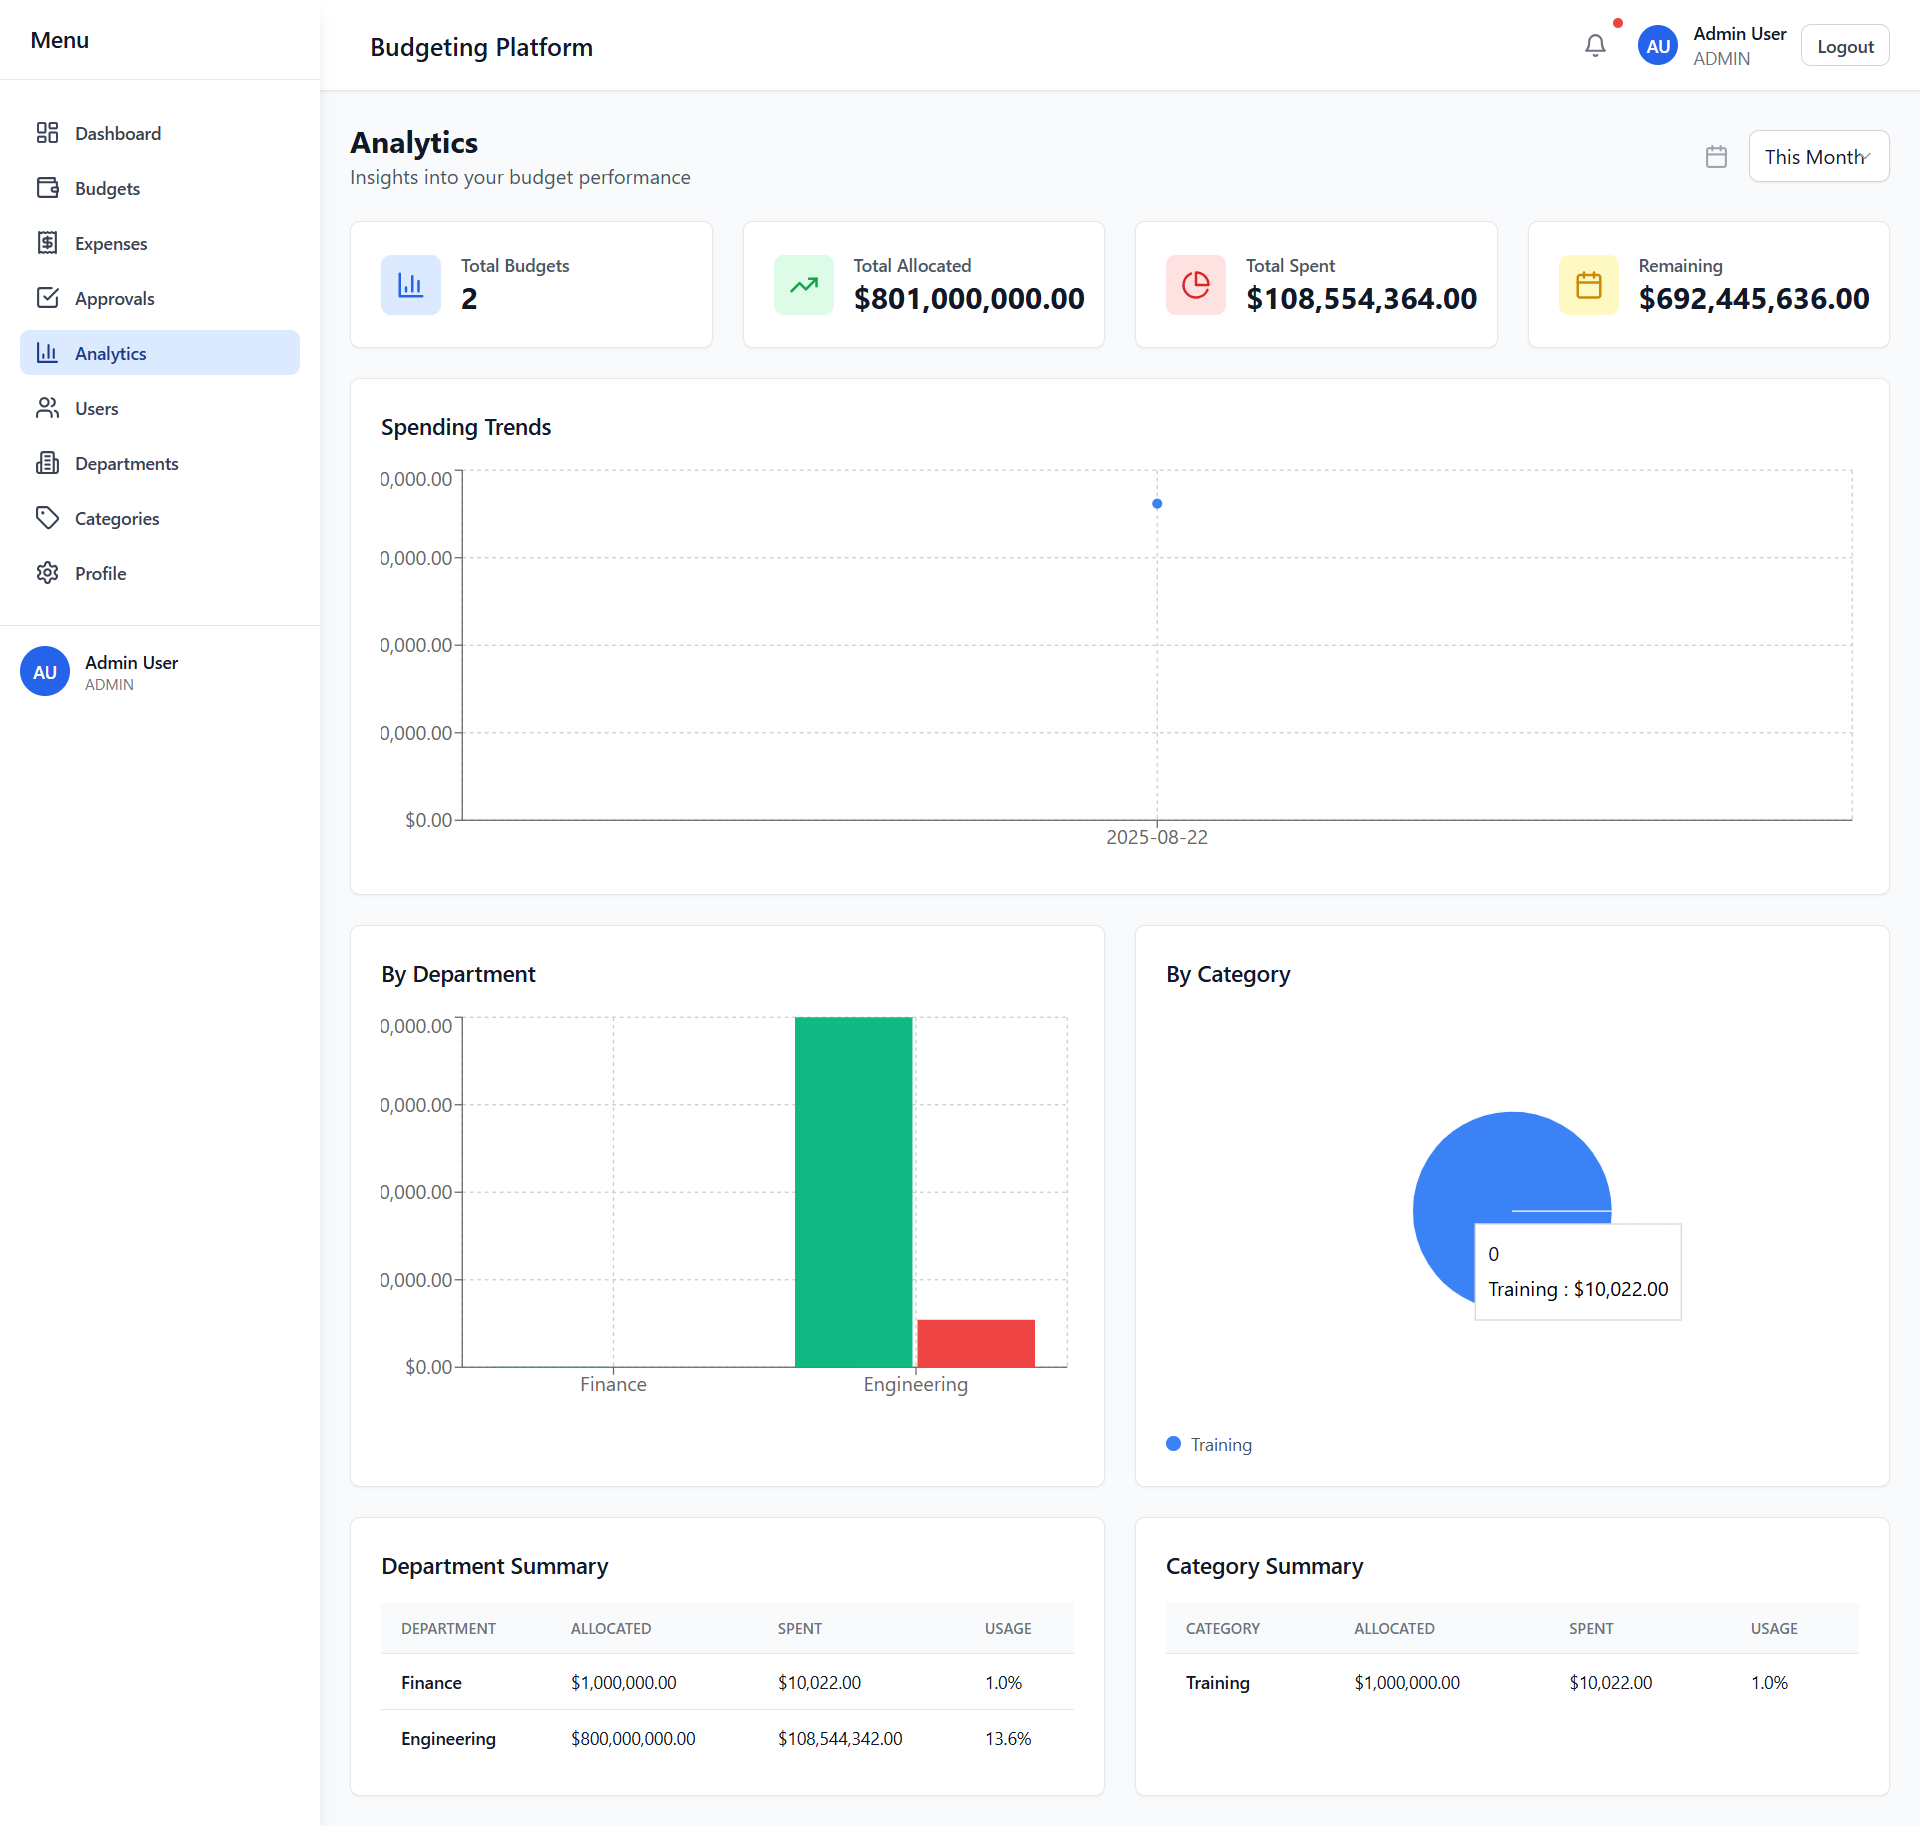 Menu
Dashboard
Budgets
Expenses
Approvals
Analytics
Users
Departments
Categories
Profile
AU
Admin User
ADMIN
Budgeting Platform
AU
Admin User
ADMIN
Logout
Analytics
Insights into your budget performance
This Month
Total Budgets
2
Total Allocated
$801,000,000.00
Total Spent
$108,554,364.00
Remaining
$692,445,636.00
Spending Trends
0,000.00
0,000.00
0,000.00
0,000.00
$0.00
2025-08-22
By Department
0,000.00
0,000.00
0,000.00
0,000.00
$0.00
Finance
Engineering
By Category
0
Training : $10,022.00
Training
Department Summary
DEPARTMENT ALLOCATED SPENT USAGE
Finance $1,000,000.00 $10,022.00 1.0%
Engineering $800,000,000.00 $108,544,342.00 13.6%
Category Summary
CATEGORY ALLOCATED SPENT USAGE
Training $1,000,000.00 $10,022.00 1.0%